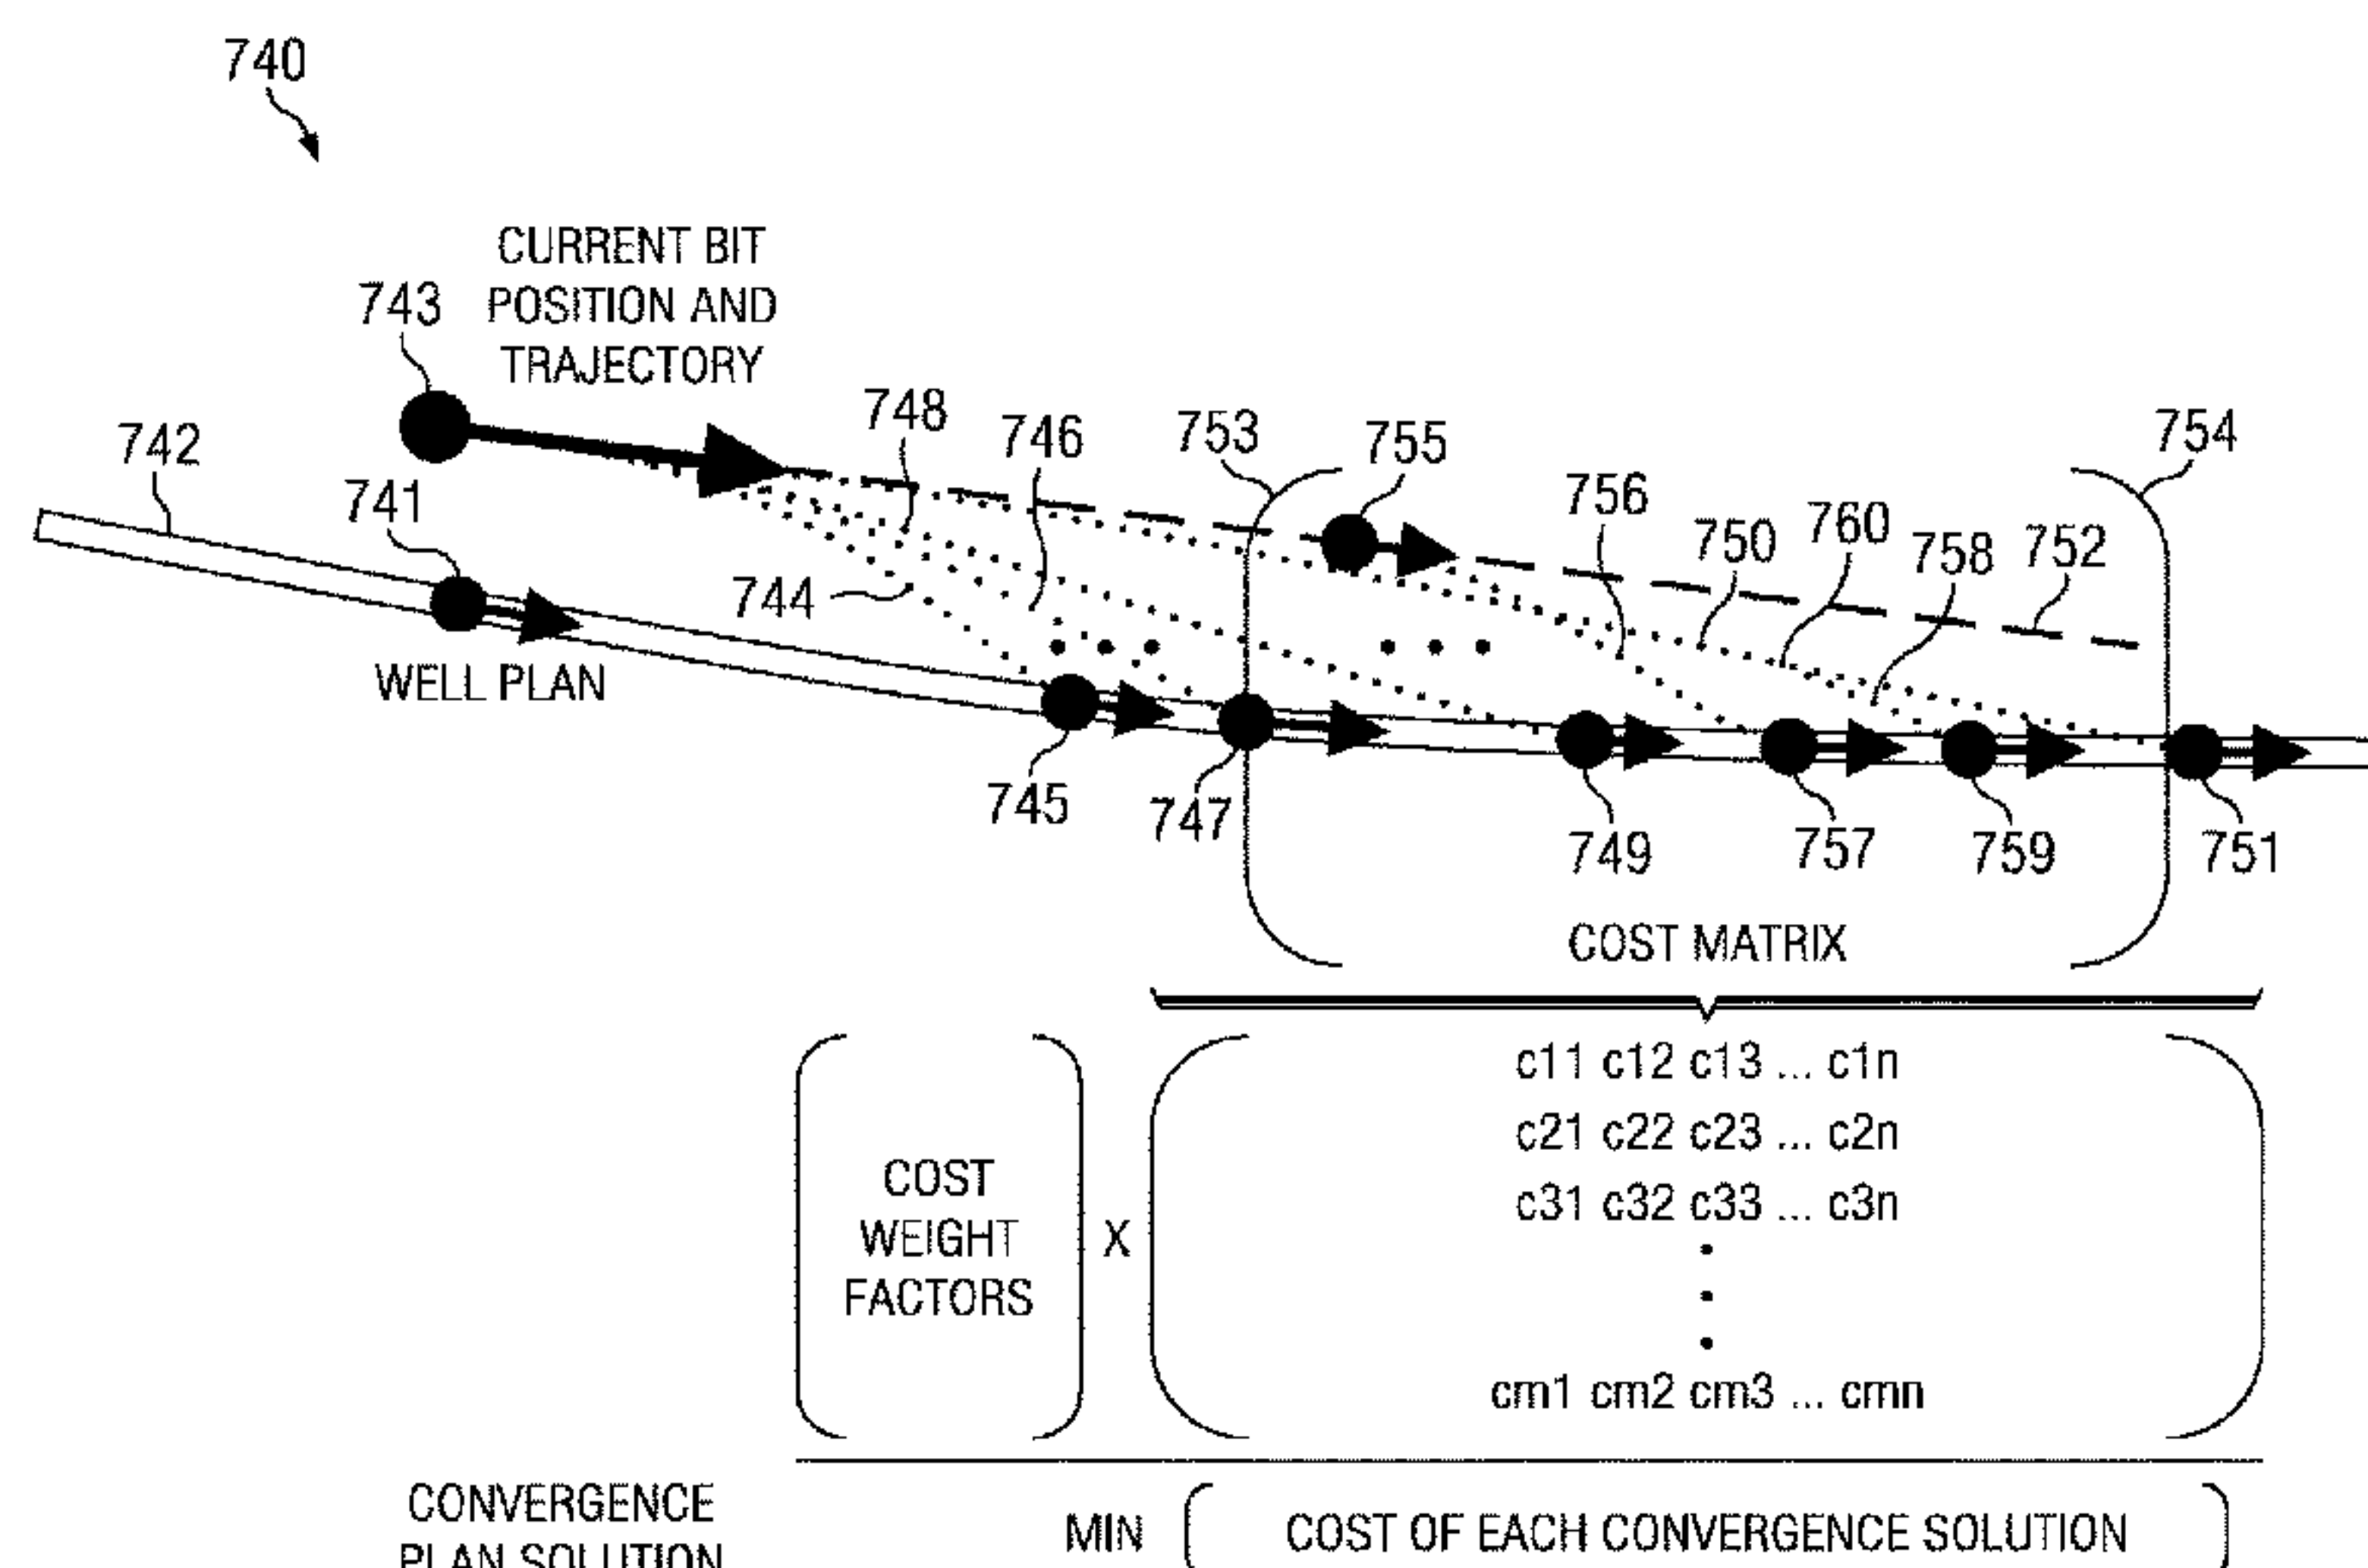 740
CURRENT BIT
POSITION AND
TRAJECTORY
743
742
741
748
746
753
755
756
750
760
758
752
754
744
WELL PLAN
745
747
749
757
759
751
COST MATRIX
COST
WEIGHT
FACTORS
X
c11 c12 c13 ... c1n
c21 c22 c23 ... c2n
c31 c32 c33 ... c3n
cm1 cm2 cm3 ... cmn
CONVERGENCE
PLAN SOLUTION
MIN
COST OF EACH CONVERGENCE SOLUTION